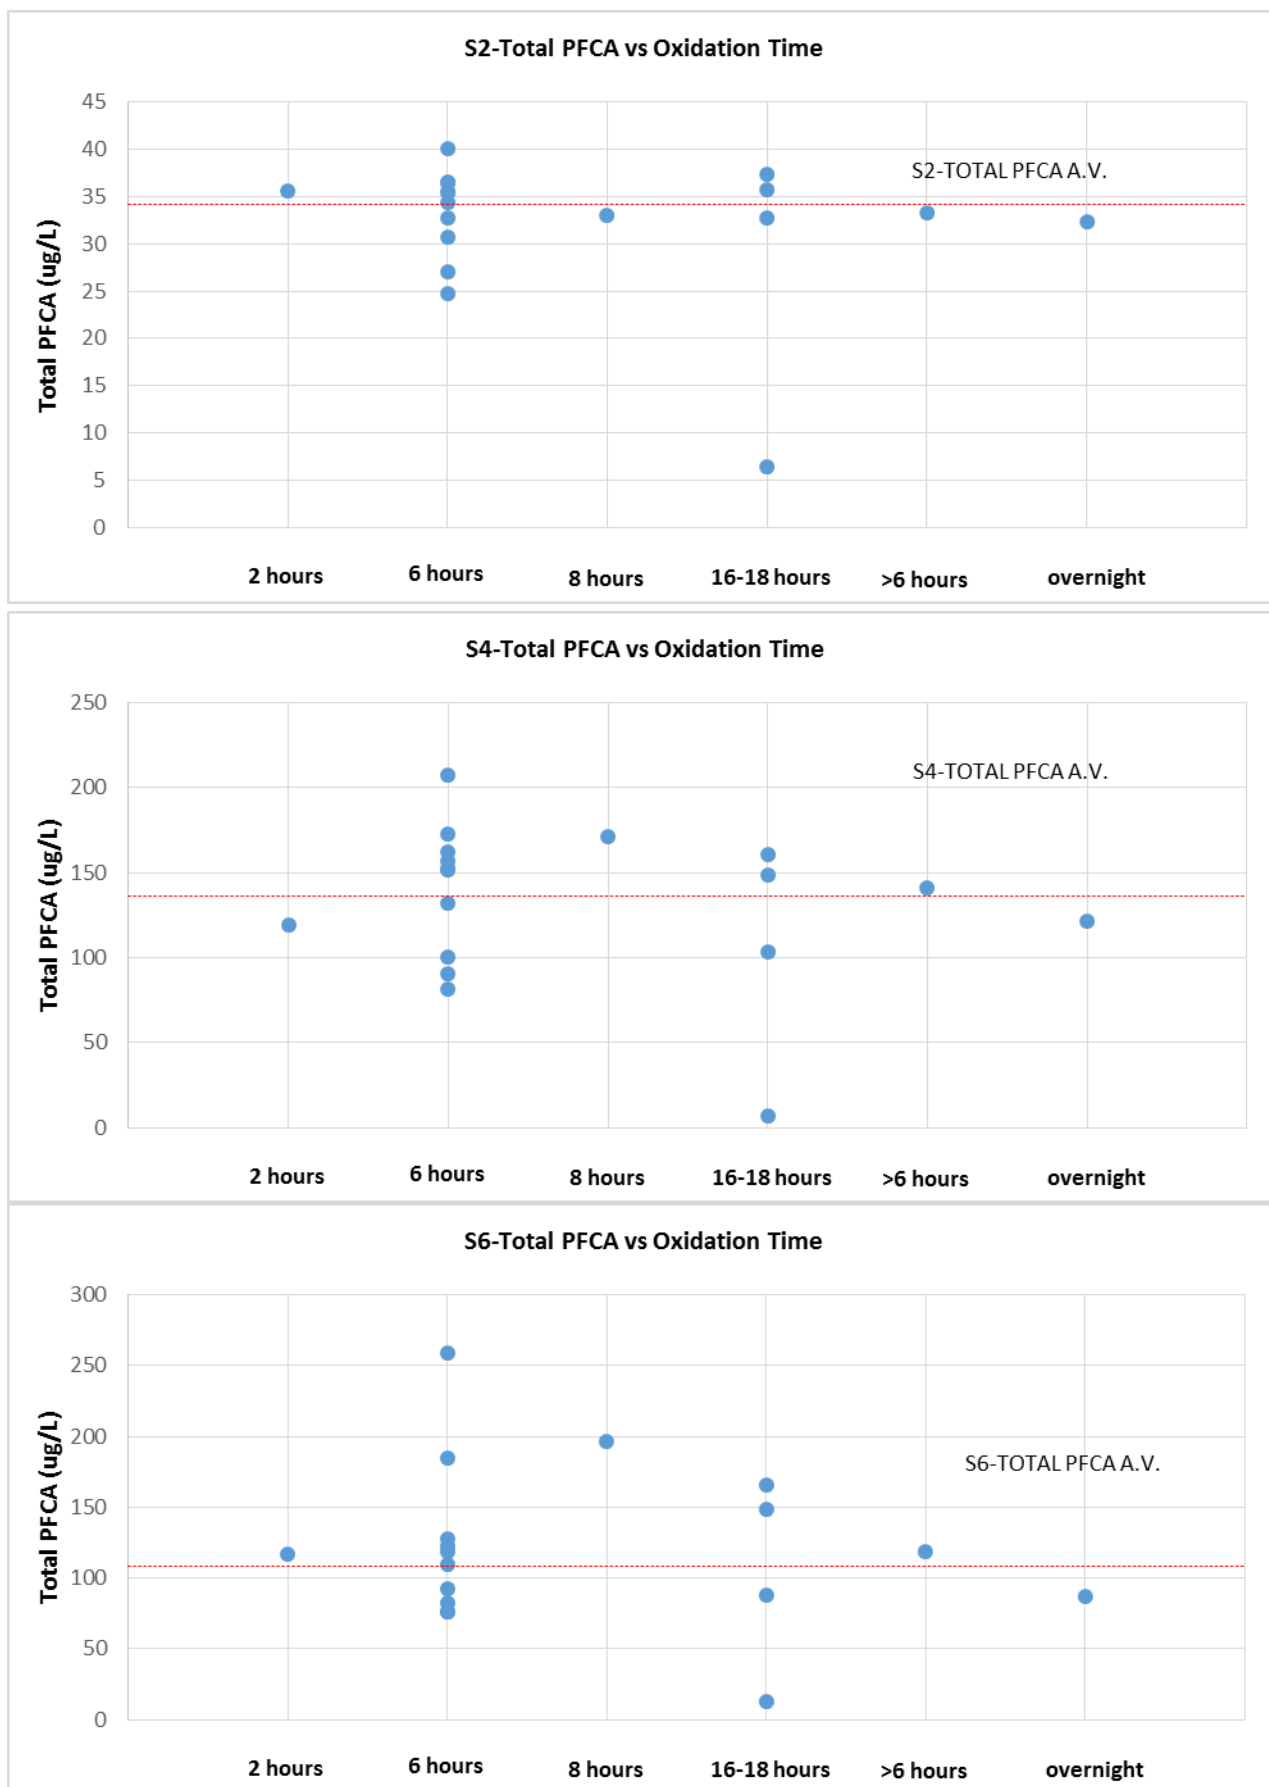 S2-Total PFCA vs Oxidation Time
45
40
35
30
25
20
15
10
5
0
Total PFCA (ug/L)
S2-TOTAL PFCA A.V.
2 hours 6 hours 8 hours 16-18 hours >6 hours overnight
S4-Total PFCA vs Oxidation Time
250
200
150
100
50
0
Total PFCA (ug/L)
S4-TOTAL PFCA A.V.
2 hours 6 hours 8 hours 16-18 hours >6 hours overnight
S6-Total PFCA vs Oxidation Time
300
250
200
150
100
50
0
Total PFCA (ug/L)
S6-TOTAL PFCA A.V.
2 hours 6 hours 8 hours 16-18 hours >6 hours overnight